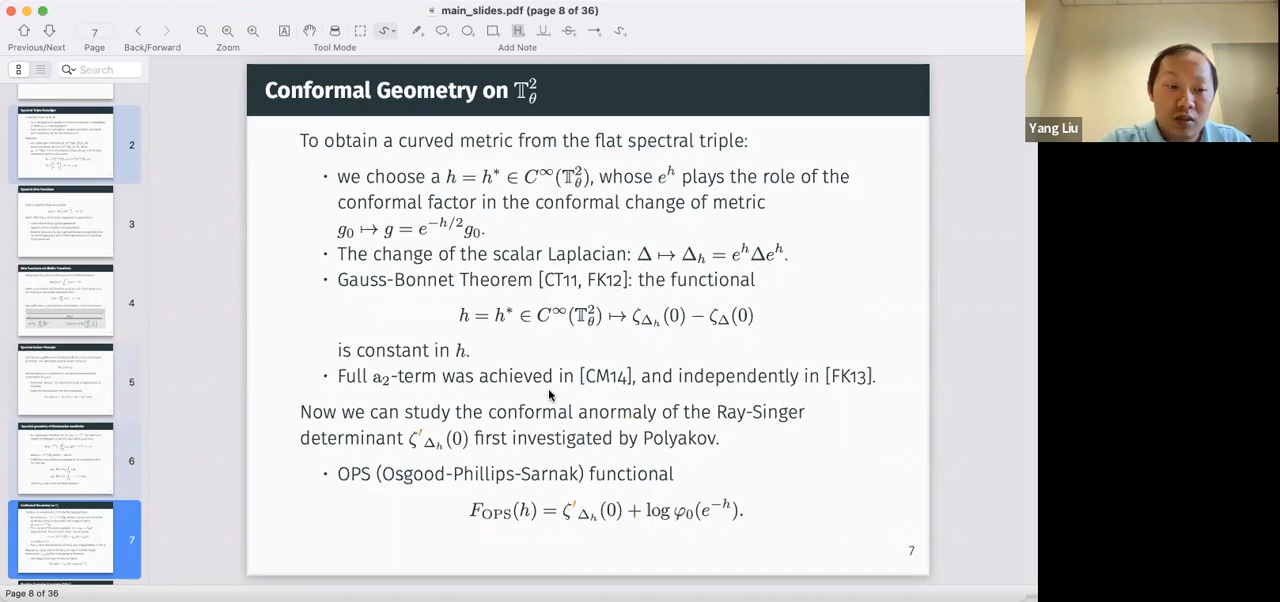 main_slides.pdf (page 8 of 36)
7
Previous/Next
Page
Back/Forward
Zoom
Tool Mode
Add Note
Search
2
3
4
5
6
7
Conformal Geometry on 𝕋²_θ
To obtain a curved metric from the flat spectral triple:
· we choose a h = h* ∈ C^∞(𝕋²_θ), whose e^h plays the role of the
conformal factor in the conformal change of metric
g₀ ↦ g = e^{-h/2}g₀.
· The change of the scalar Laplacian: Δ ↦ Δ_h = e^hΔe^h.
· Gauss-Bonnet Theorem [CT11, FK12]: the functional
h = h* ∈ C^∞(𝕋²_θ) ↦ ζ_{Δ_h}(0) − ζ_Δ(0)
is constant in h.
· Full a₂-term was achieved in [CM14], and independently in [FK13].
Now we can study the conformal anormaly of the Ray-Singer
determinant ζ′_{Δ_h}(0) first investigated by Polyakov.
· OPS (Osgood-Phillips-Sarnak) functional
F_{OPS}(h) = ζ′_{Δ_h}(0) + log φ₀(e^{-h}).
7
Page 8 of 36
Yang Liu